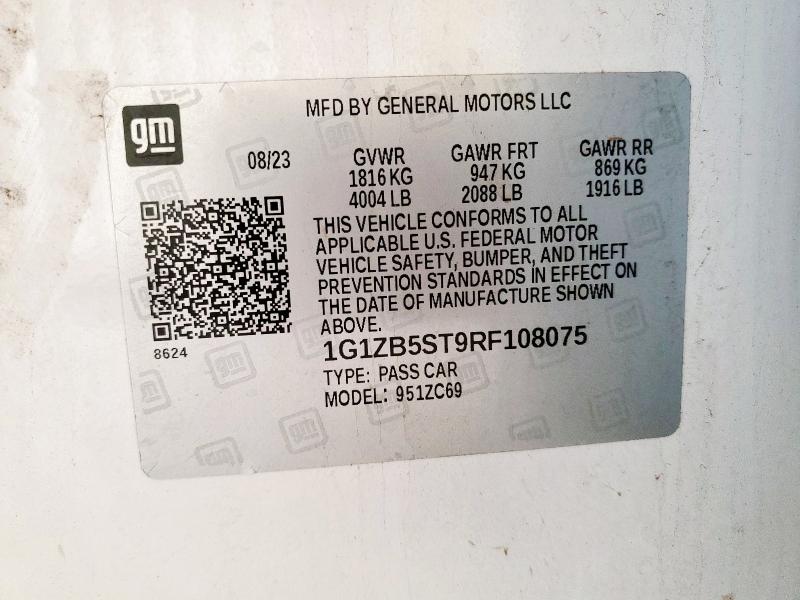 gm
MFD BY GENERAL MOTORS LLC
08/23 GVWR GAWR FRT GAWR RR
1816 KG 947 KG 869 KG
4004 LB 2088 LB 1916 LB
THIS VEHICLE CONFORMS TO ALL
APPLICABLE U.S. FEDERAL MOTOR
VEHICLE SAFETY, BUMPER, AND THEFT
PREVENTION STANDARDS IN EFFECT ON
THE DATE OF MANUFACTURE SHOWN
ABOVE.
8624
1G1ZB5ST9RF108075
TYPE: PASS CAR
MODEL: 951ZC69